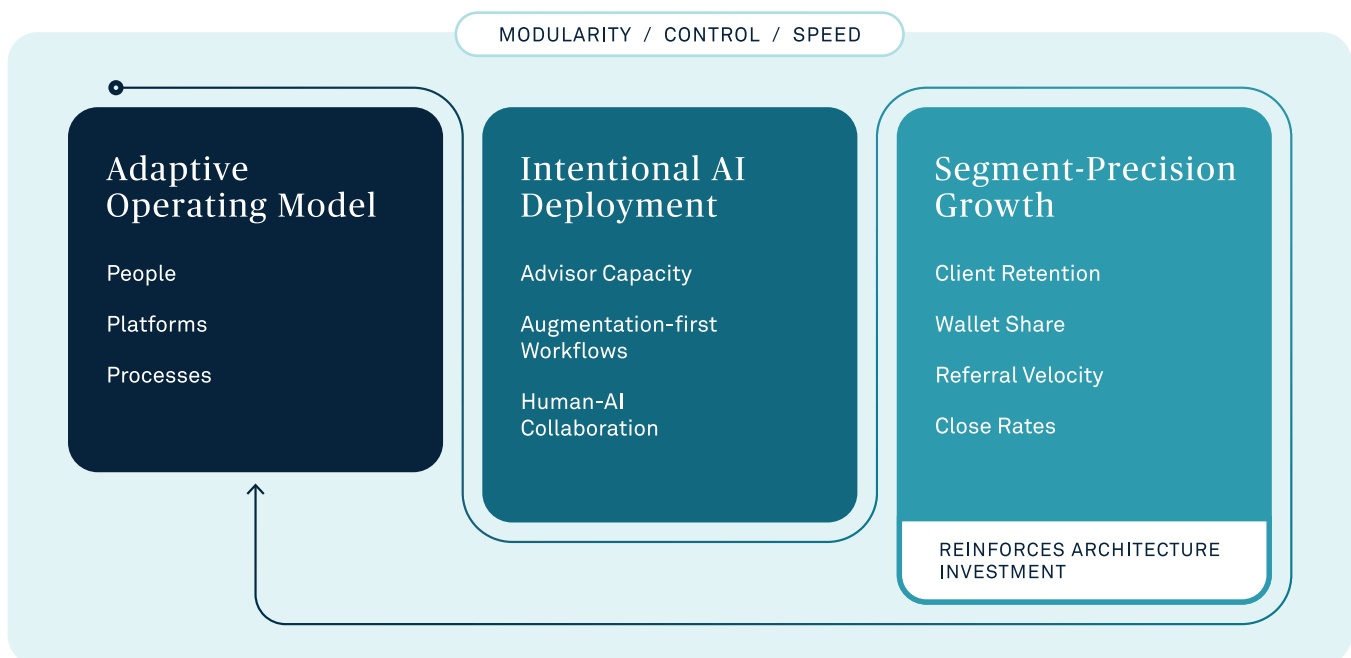 MODULARITY / CONTROL / SPEED
Adaptive
Operating Model
People
Platforms
Processes
Intentional AI
Deployment
Advisor Capacity
Augmentation-first
Workflows
Human-AI
Collaboration
Segment-Precision
Growth
Client Retention
Wallet Share
Referral Velocity
Close Rates
REINFORCES ARCHITECTURE
INVESTMENT